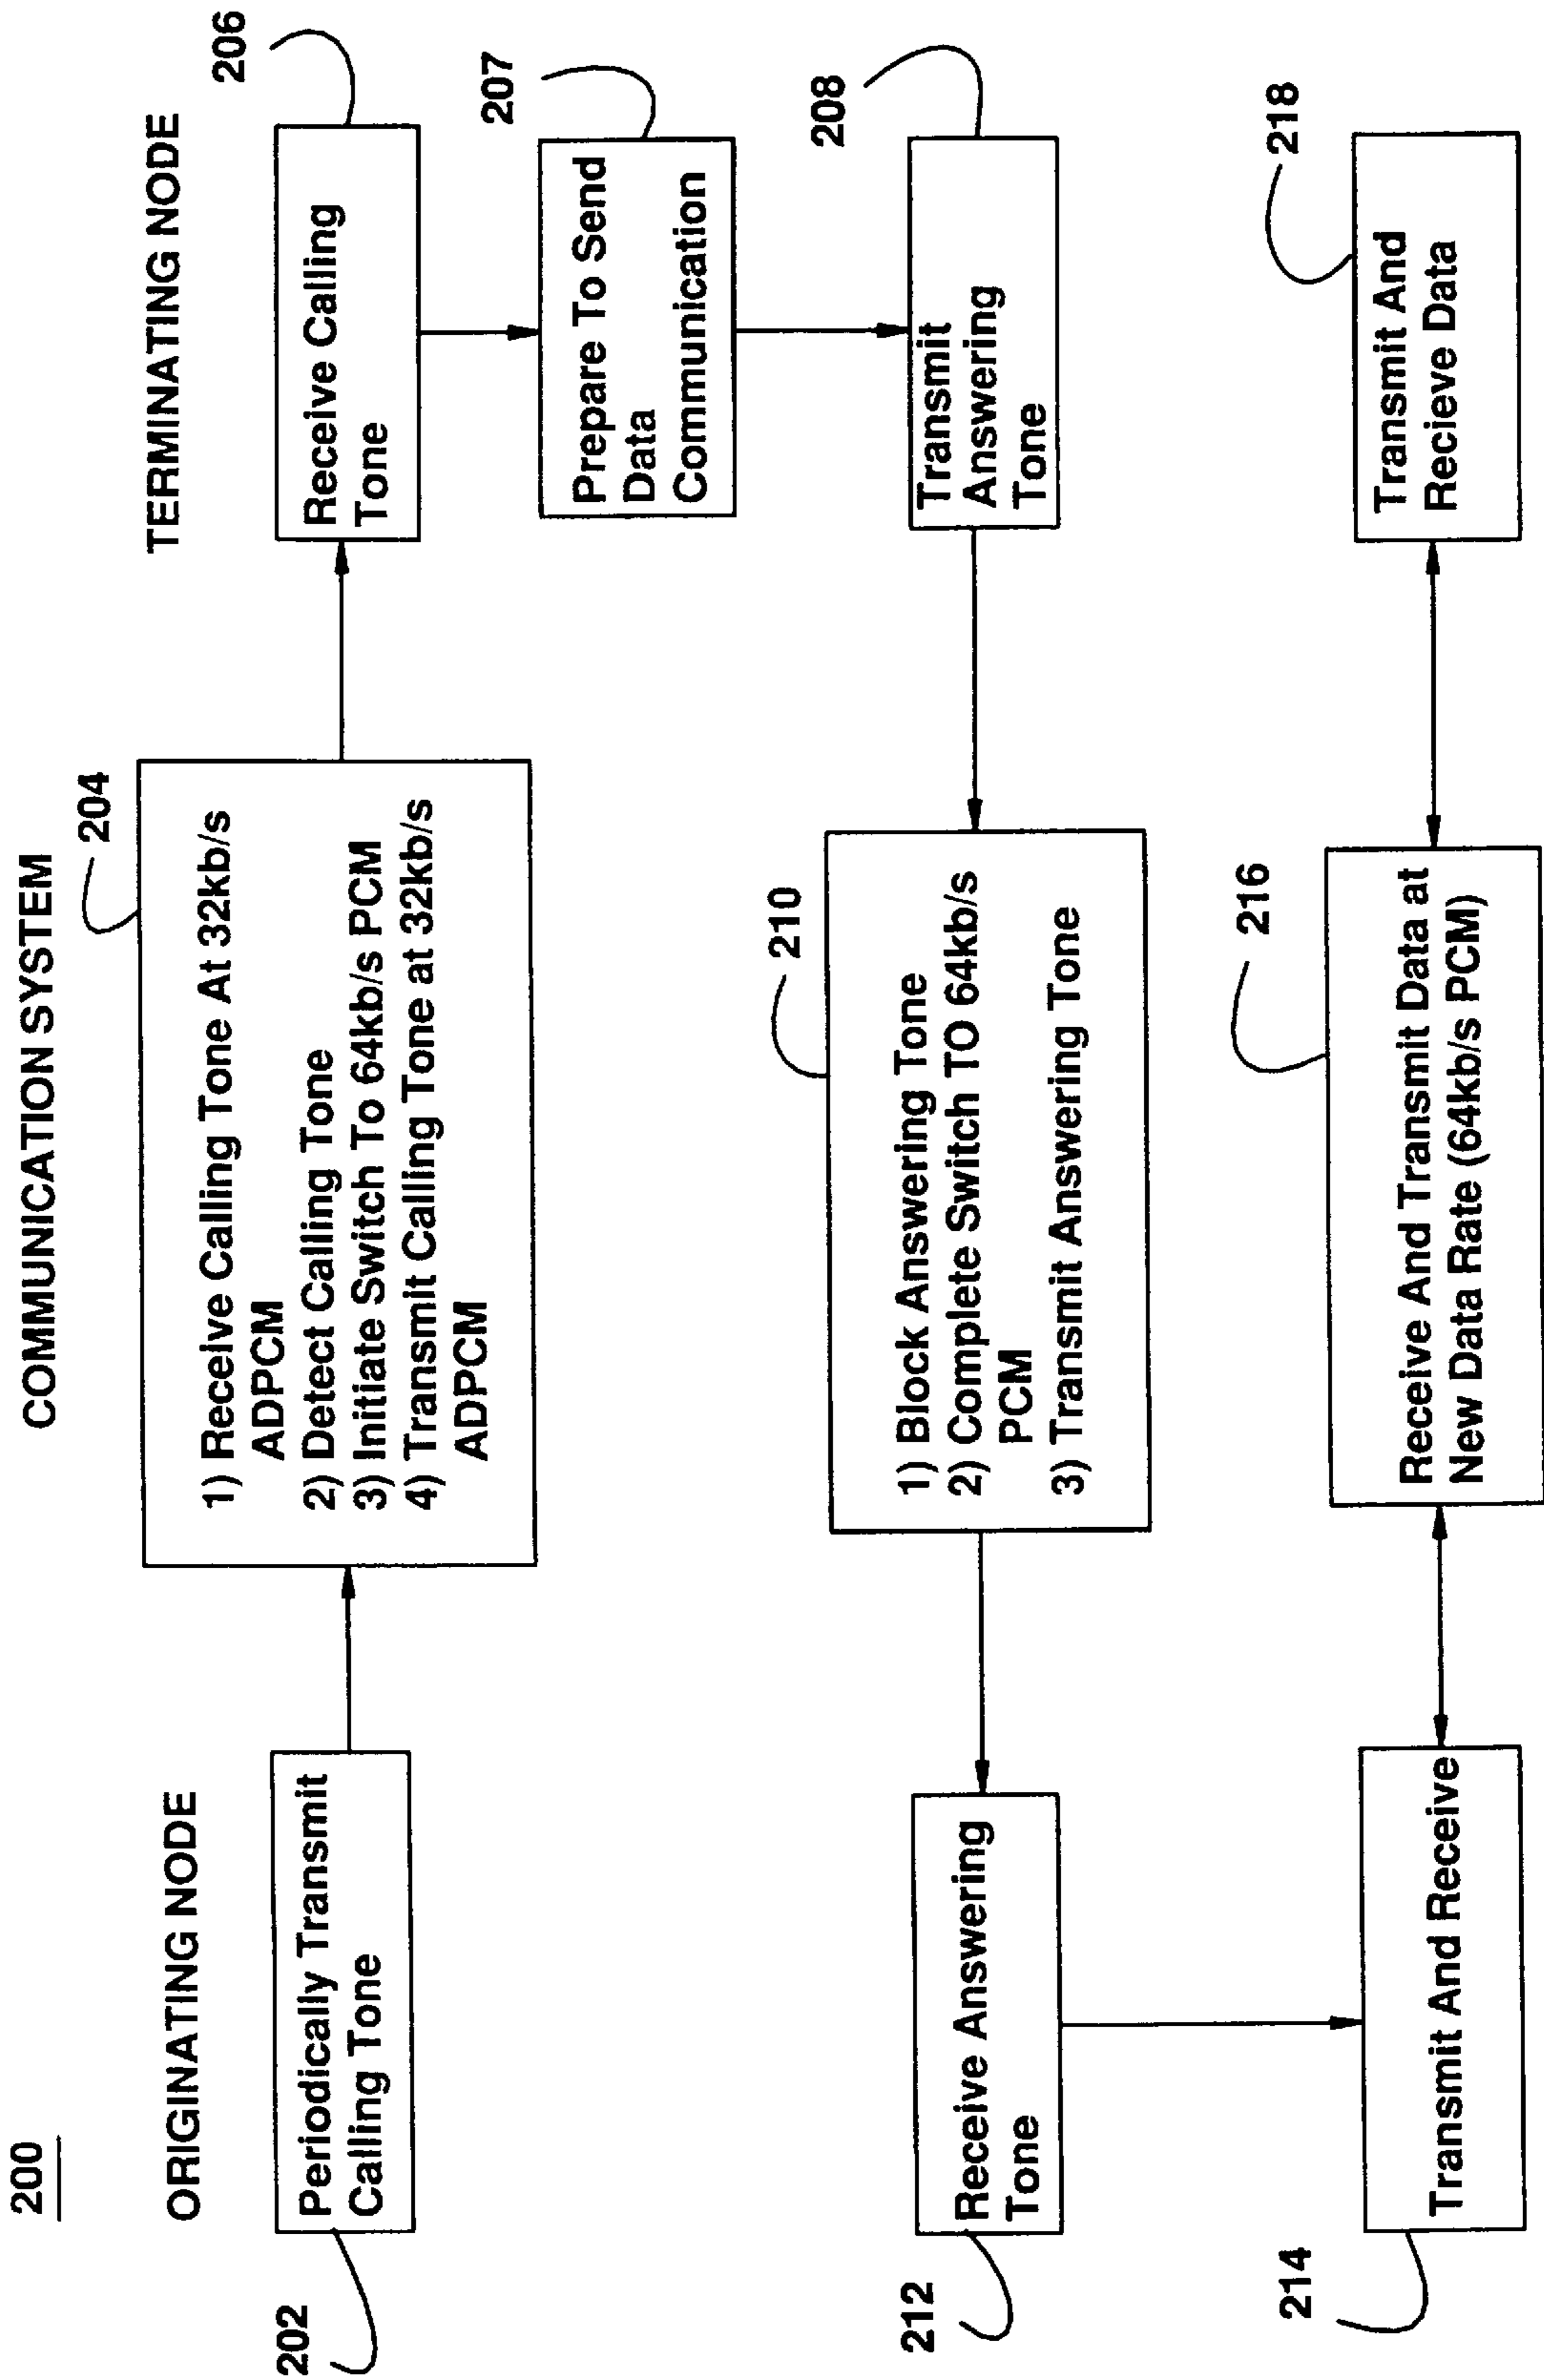 200
ORIGINATING NODE
COMMUNICATION SYSTEM
TERMINATING NODE
202
Periodically Transmit
Calling Tone
204
1) Receive Calling Tone At 32kb/s
ADPCM
2) Detect Calling Tone
3) Initiate Switch To 64kb/s PCM
4) Transmit Calling Tone at 32kb/s
ADPCM
206
Receive Calling
Tone
207
Prepare To Send
Data
Communication
208
Transmit
Answering
Tone
210
1) Block Answering Tone
2) Complete Switch TO 64kb/s
PCM
3) Transmit Answering Tone
212
Receive Answering
Tone
214
Transmit And Receive
216
Receive And Transmit Data at
New Data Rate (64kb/s PCM)
218
Transmit And
Recieve Data